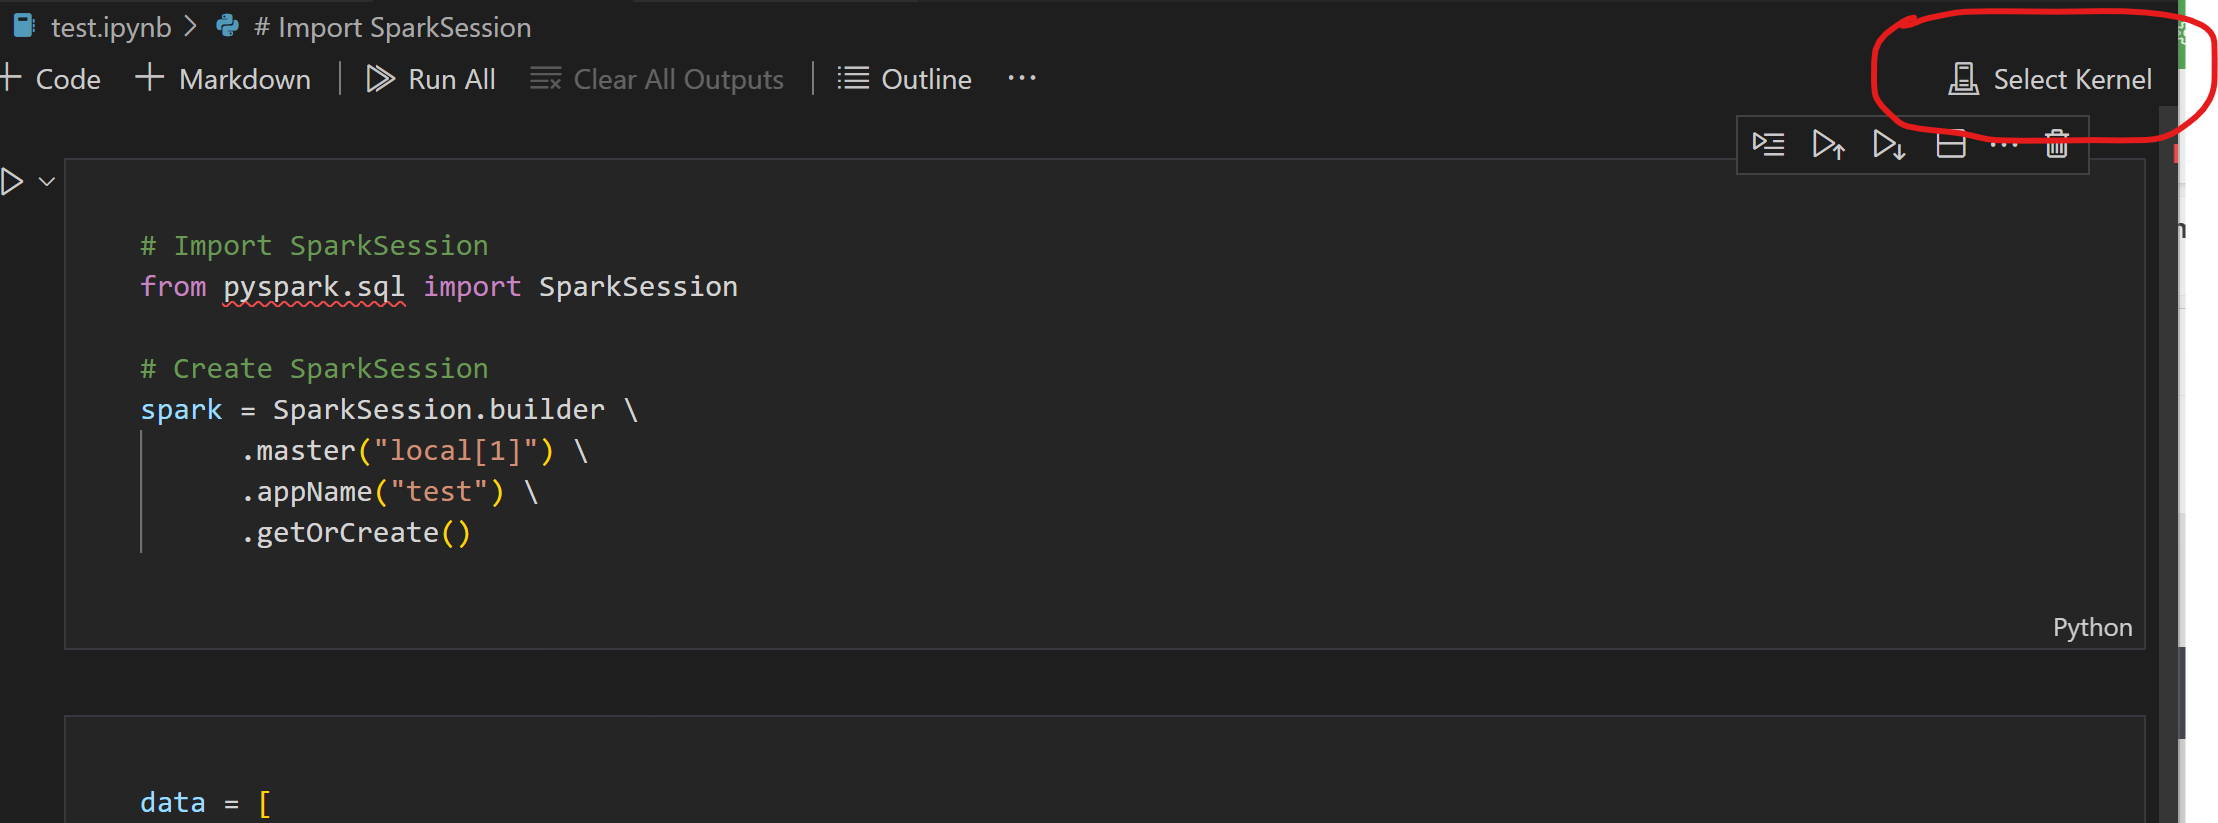 test.ipynb > # Import SparkSession
+ Code + Markdown | Run All Clear All Outputs | Outline ... Select Kernel
# Import SparkSession
from pyspark.sql import SparkSession
# Create SparkSession
spark = SparkSession.builder \
.master("local[1]") \
.appName("test") \
.getOrCreate()
Python
data = [